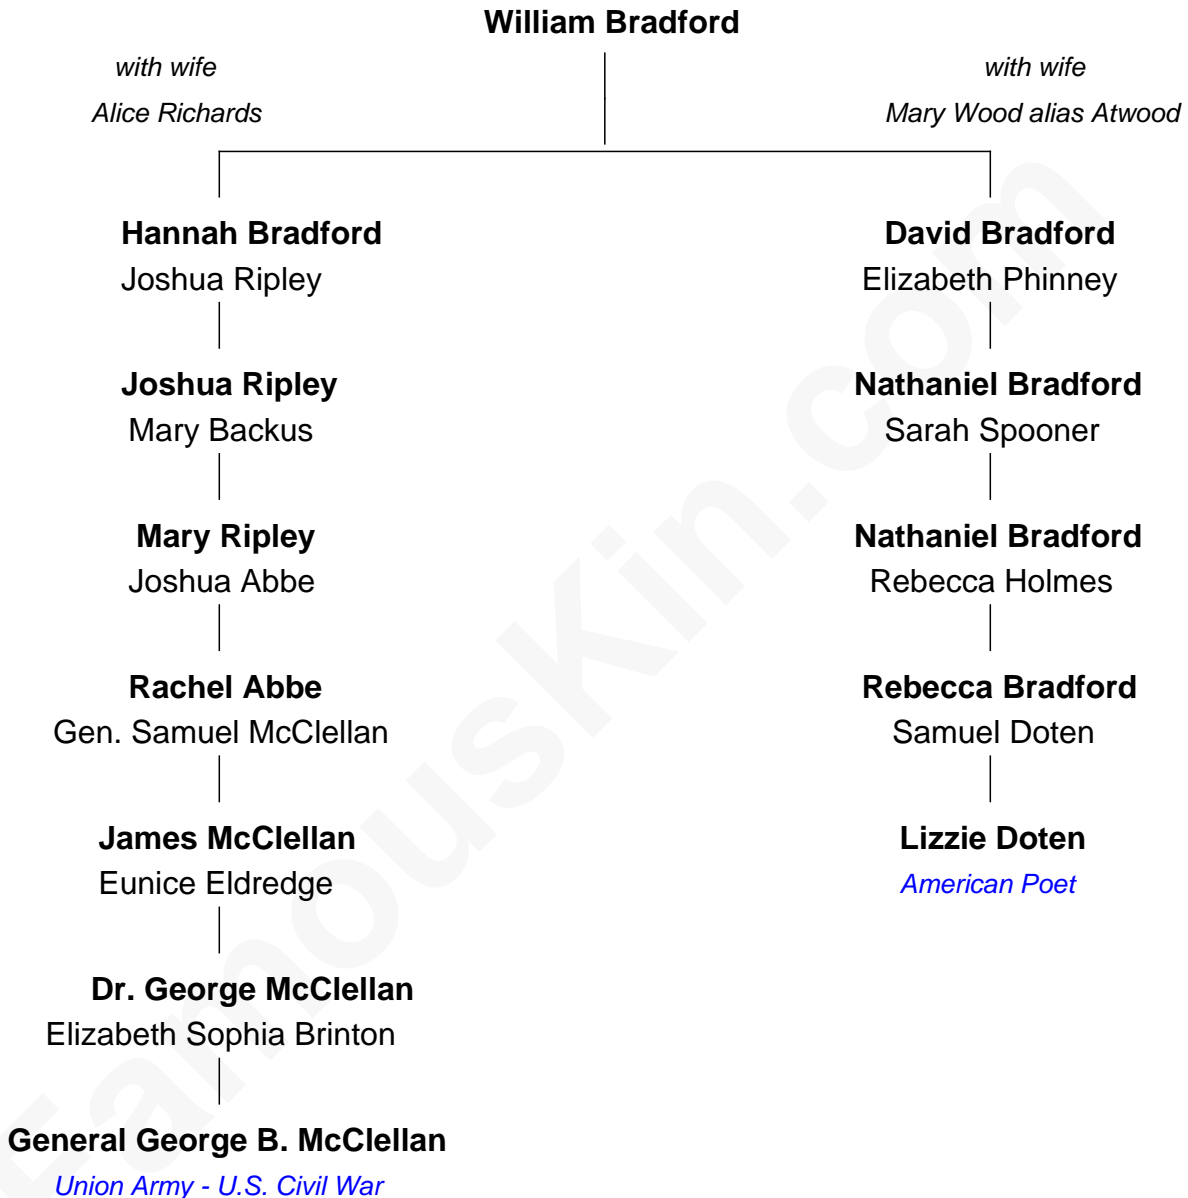 William Bradford
with wife
Alice Richards
with wife
Mary Wood alias Atwood
Hannah Bradford
Joshua Ripley
David Bradford
Elizabeth Phinney
Joshua Ripley
Mary Backus
Nathaniel Bradford
Sarah Spooner
Mary Ripley
Joshua Abbe
Nathaniel Bradford
Rebecca Holmes
Rachel Abbe
Gen. Samuel McClellan
Rebecca Bradford
Samuel Doten
James McClellan
Eunice Eldredge
Lizzie Doten
American Poet
Dr. George McClellan
Elizabeth Sophia Brinton
General George B. McClellan
Union Army - U.S. Civil War
FamousKin.com